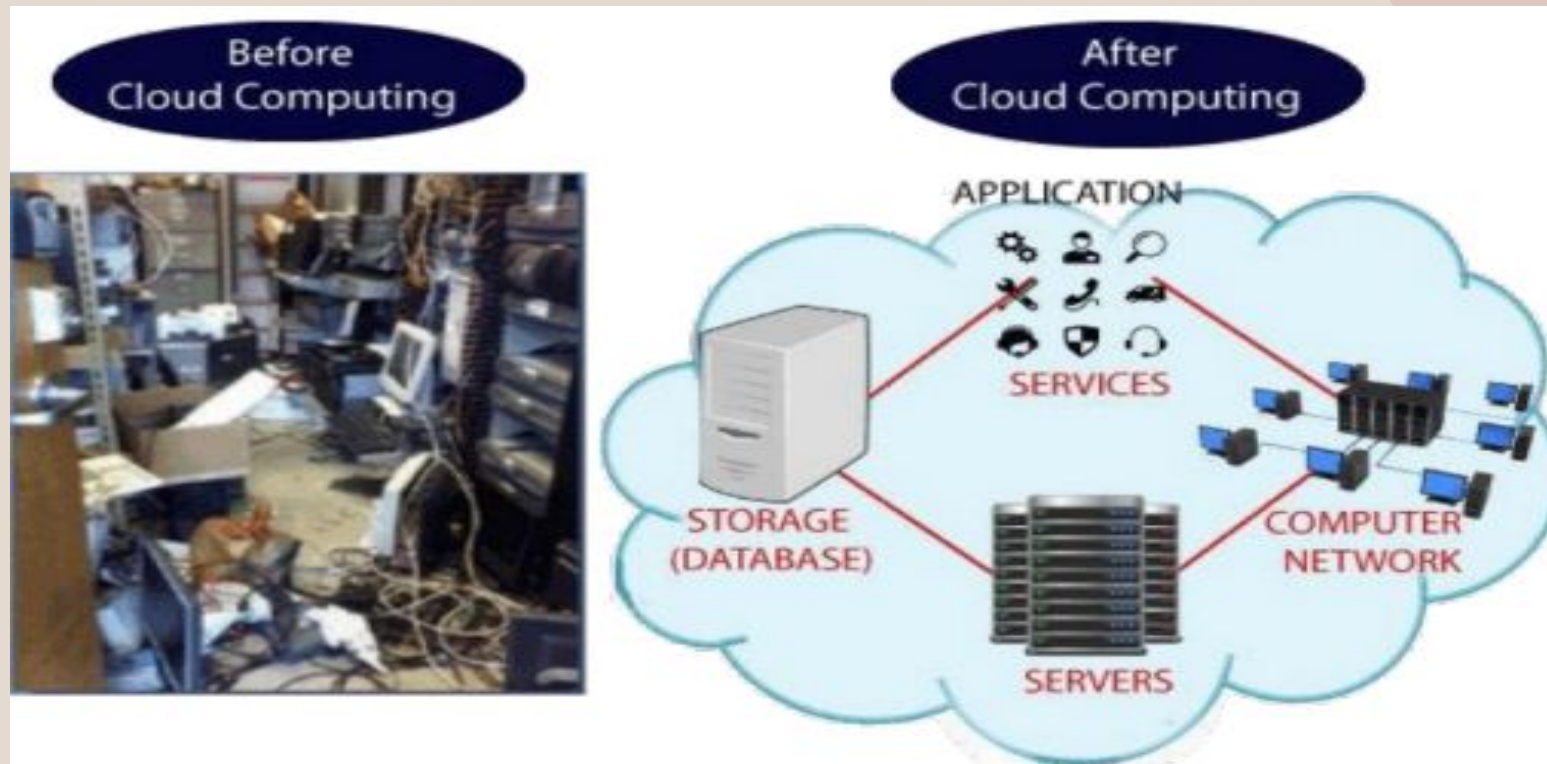 Before
Cloud Computing
After
Cloud Computing
APPLICATION
SERVICES
STORAGE
(DATABASE)
COMPUTER
NETWORK
SERVERS